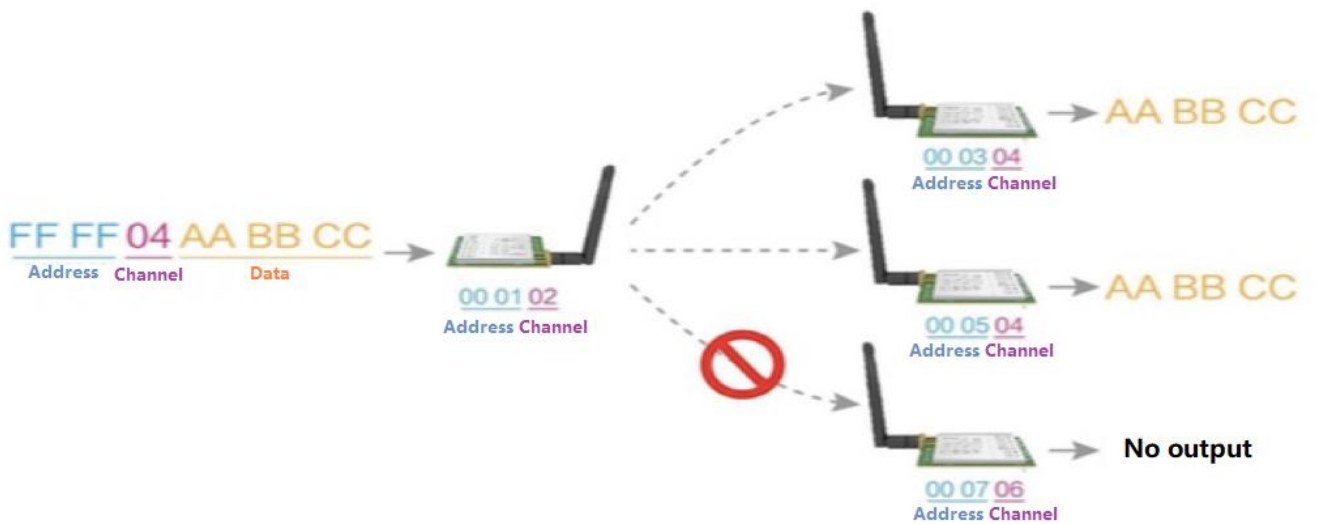 FF FF 04 AA BB CC
Address Channel Data
00 01 02
Address Channel
00 03 04
Address Channel
AA BB CC
00 05 04
Address Channel
AA BB CC
00 07 06
Address Channel
No output